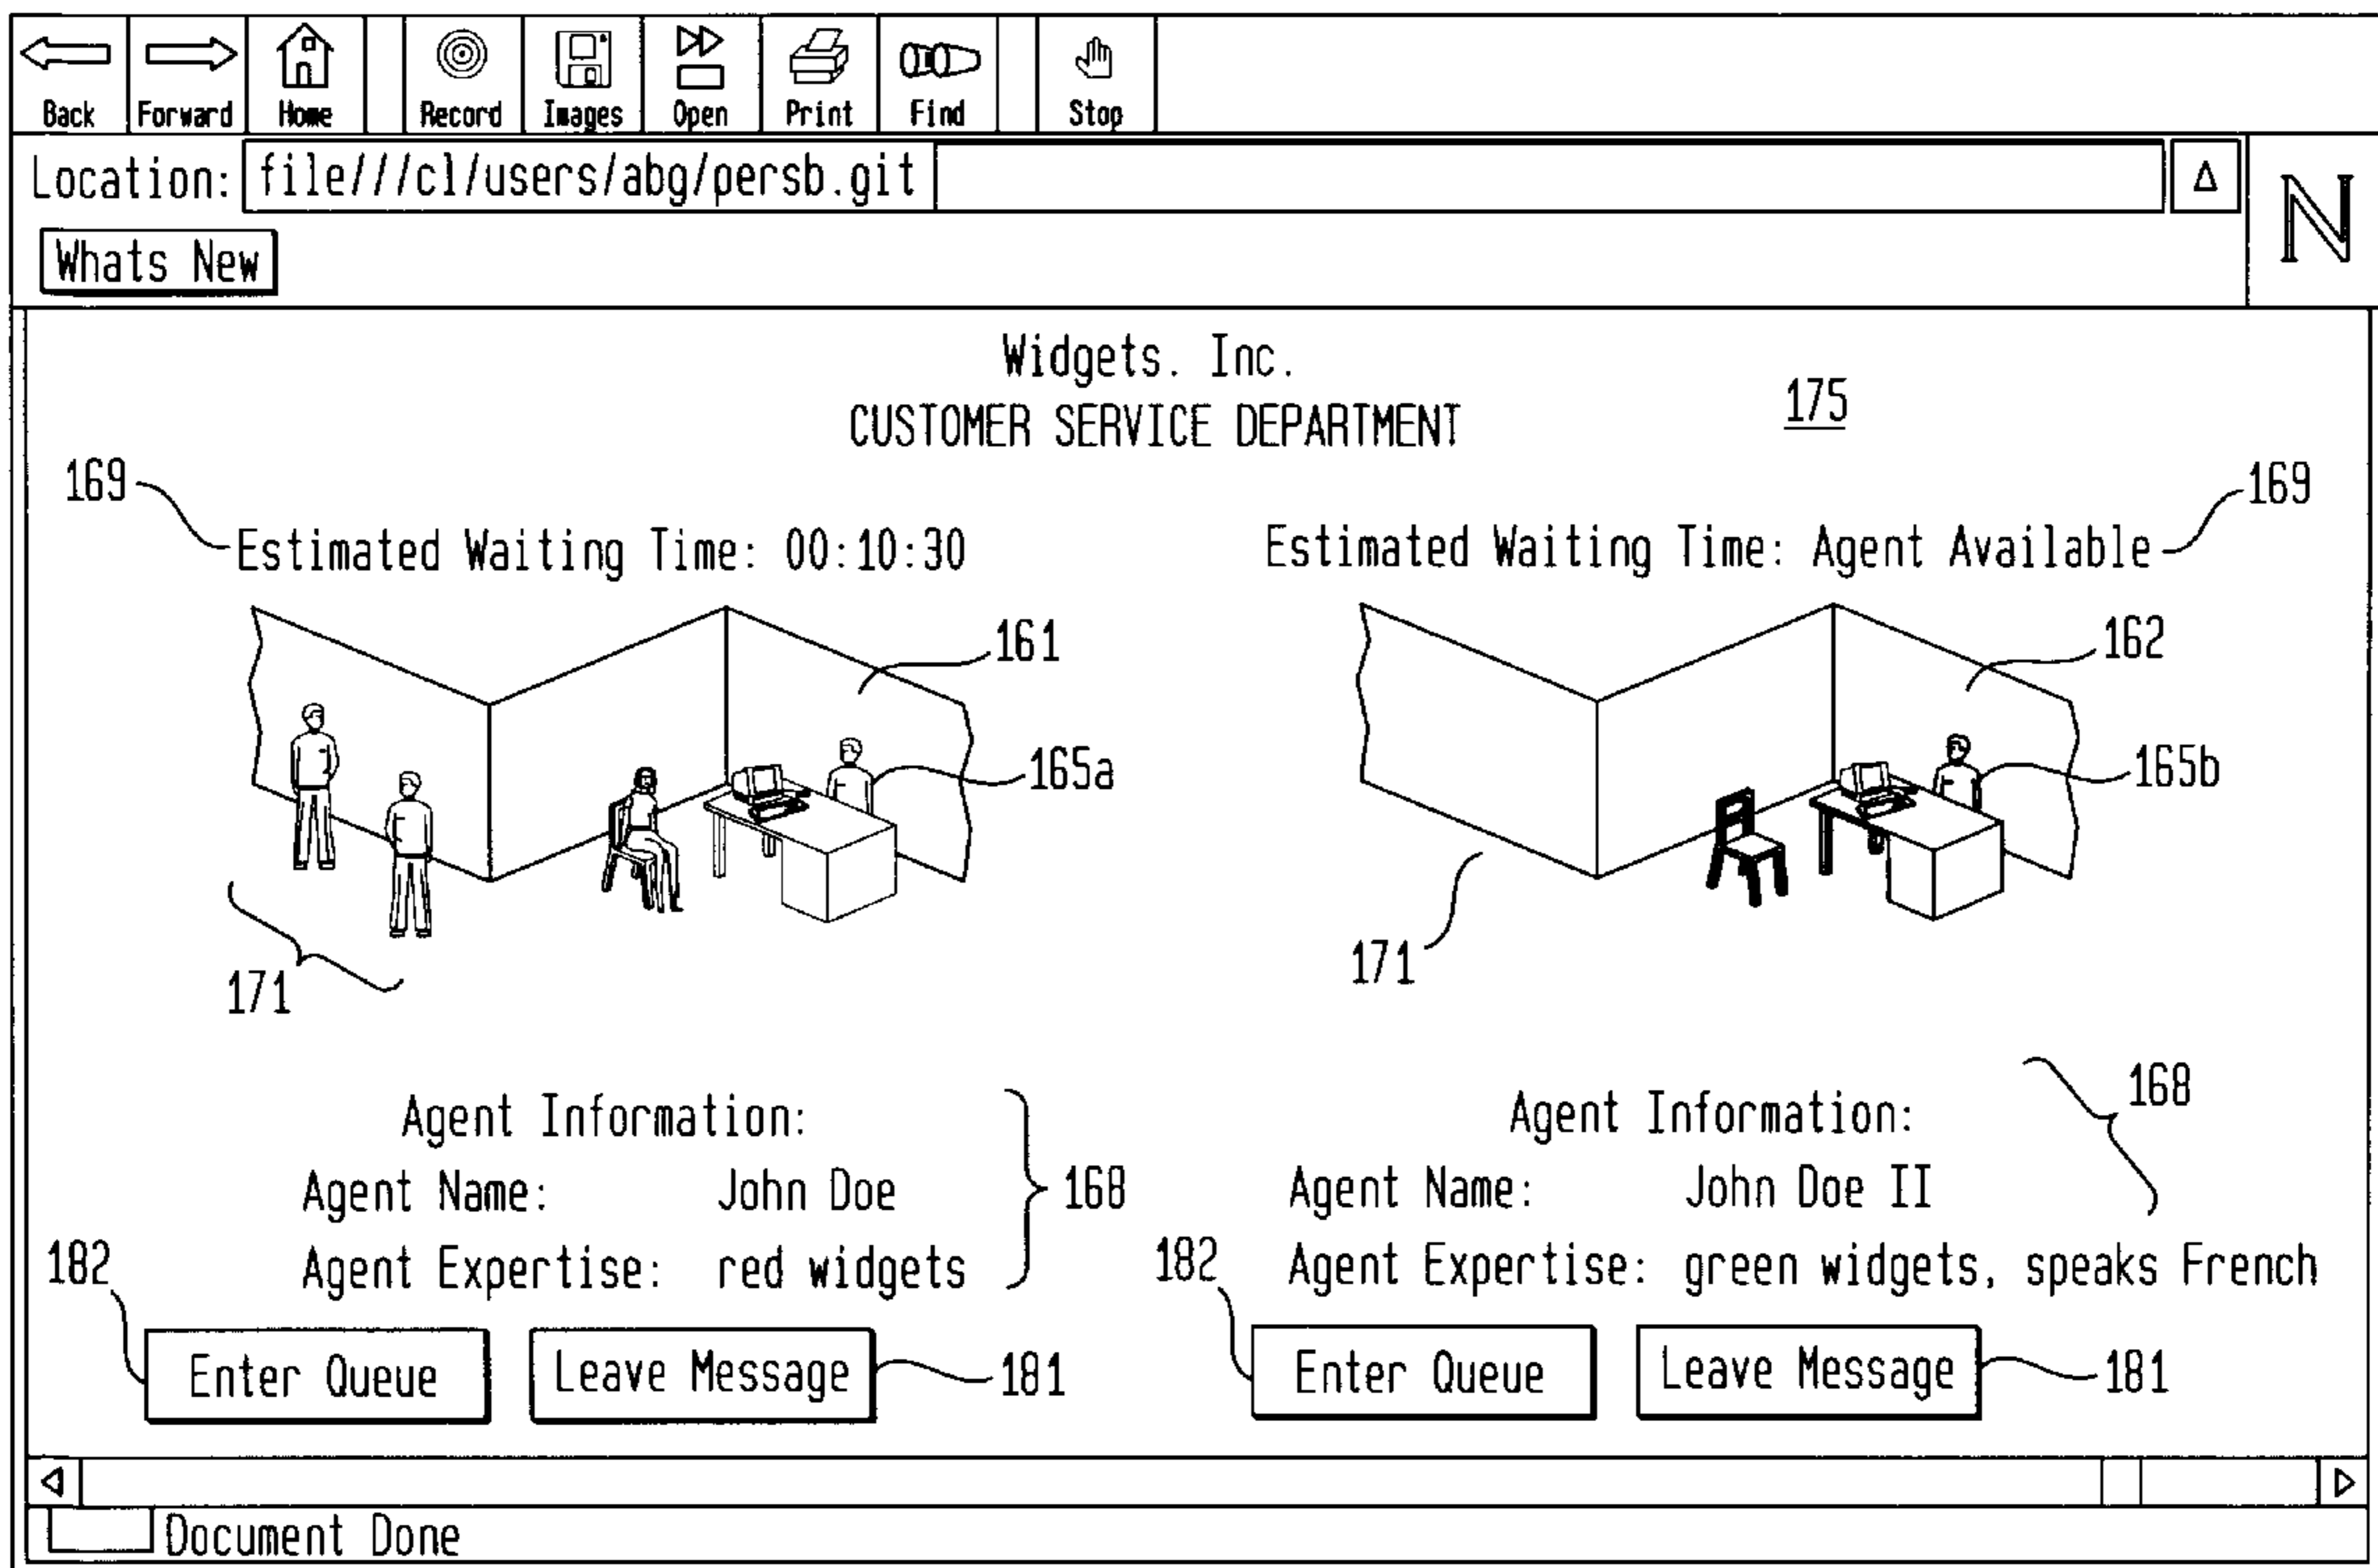 Back Forward Home Record Images Open Print Find Stop
Location: file///cl/users/abg/persb.git
N
Whats New
Widgets. Inc.
CUSTOMER SERVICE DEPARTMENT
175
169
169
Estimated Waiting Time: 00:10:30
Estimated Waiting Time: Agent Available
161
162
165a
165b
171
171
Agent Information:
Agent Name: John Doe
Agent Expertise: red widgets
168
182
Enter Queue
Leave Message
181
Agent Information:
168
Agent Name: John Doe II
Agent Expertise: green widgets, speaks French
182
Enter Queue
Leave Message
181
Document Done